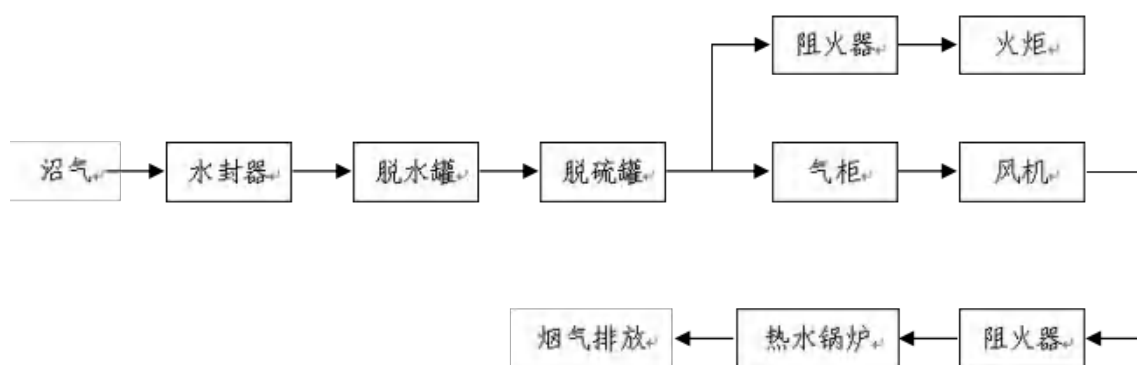 阻火器
火炬
沼气
水封器
脱水罐
脱硫罐
气柜
风机
烟气排放
热水锅炉
阻火器